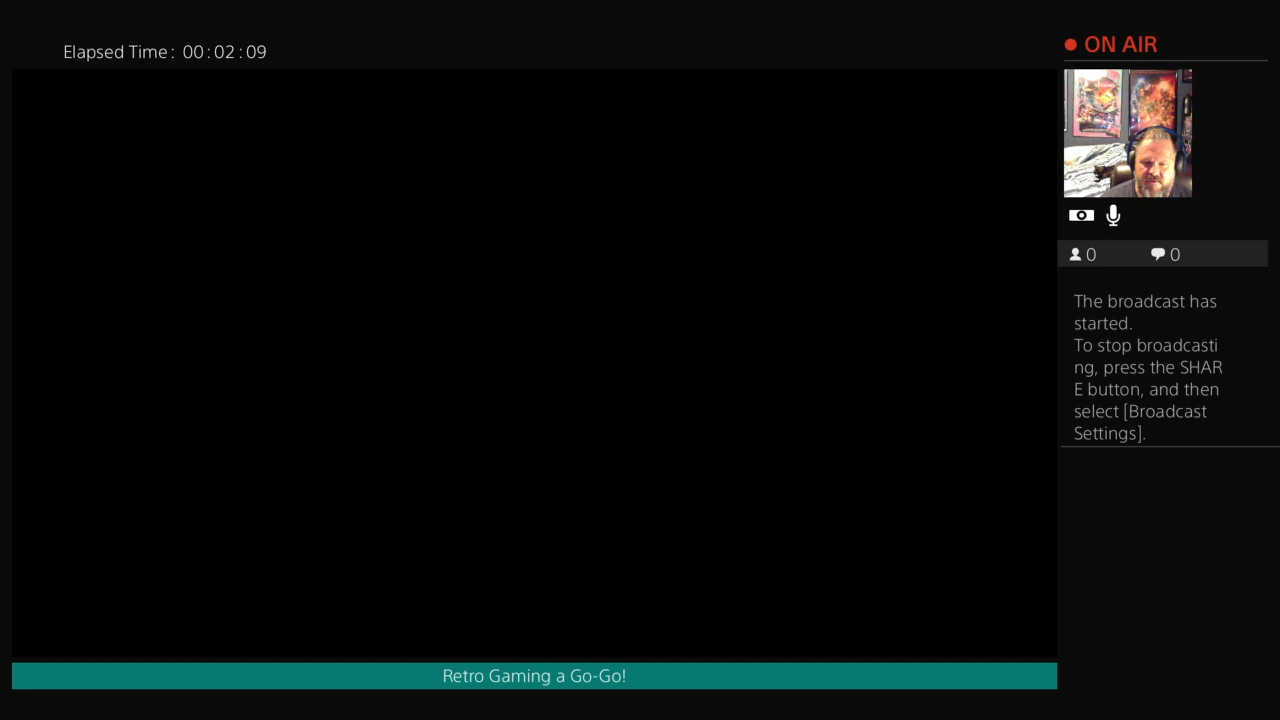 Elapsed Time: 00:02:09
ON AIR
0
0
The broadcast has
started.
To stop broadcasti
ng, press the SHAR
E button, and then
select [Broadcast
Settings].
Retro Gaming a Go-Go!